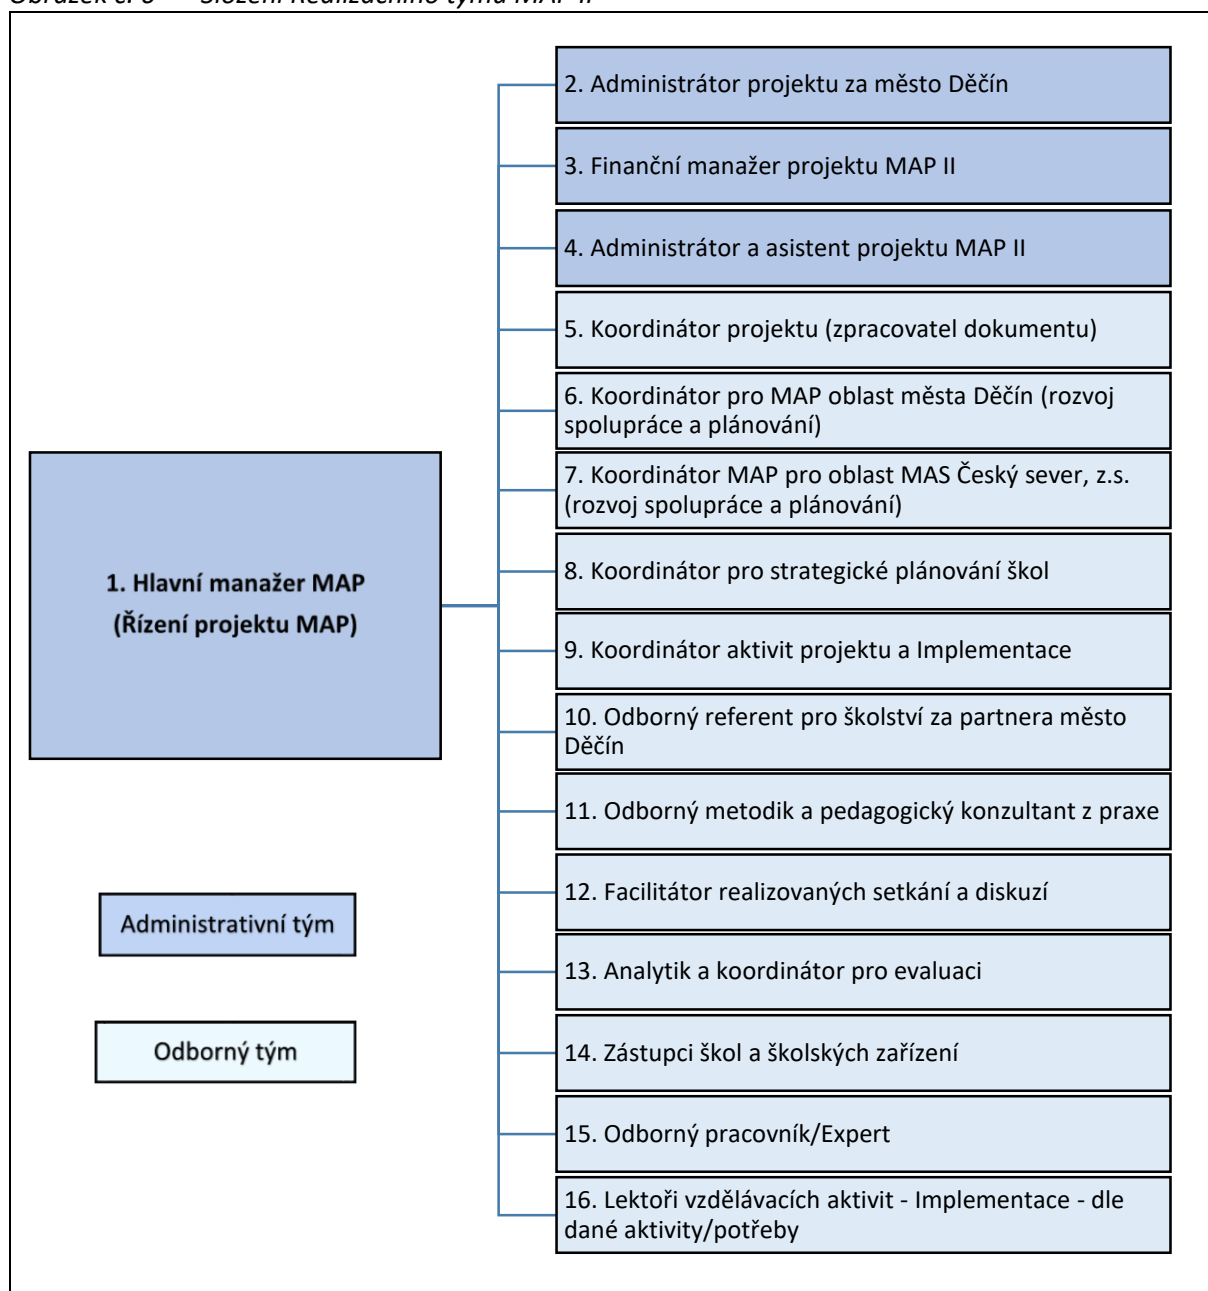 Složení Realizačního týmu MAP II
2. Administrátor projektu za město Děčín
3. Finanční manažer projektu MAP II
4. Administrátor a asistent projektu MAP II
5. Koordinátor projektu (zpracovatel dokumentu)
6. Koordinátor pro MAP oblast města Děčín (rozvoj
spolupráce a plánování)
7. Koordinátor MAP pro oblast MAS Český sever, z.s.
(rozvoj spolupráce a plánování)
1. Hlavní manažer MAP
(Řízení projektu MAP)
8. Koordinátor pro strategické plánování škol
9. Koordinátor aktivit projektu a Implementace
10. Odborný referent pro školství za partnera město
Děčín
11. Odborný metodik a pedagogický konzultant z praxe
12. Facilitátor realizovaných setkání a diskuzí
13. Analytik a koordinátor pro evaluaci
14. Zástupci škol a školských zařízení
15. Odborný pracovník/Expert
16. Lektoři vzdělávacích aktivit - Implementace - dle
dané aktivity/potřeby
Administrativní tým
Odborný tým